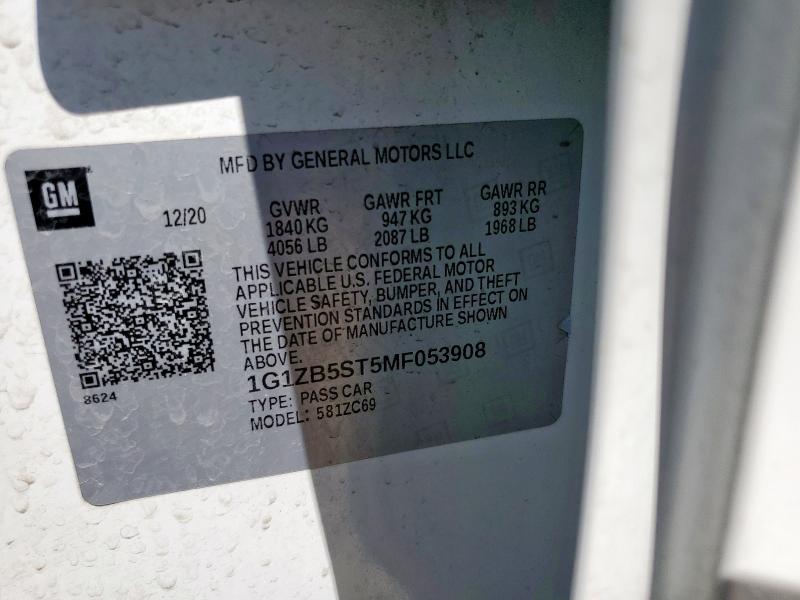 MFD BY GENERAL MOTORS LLC
GM
12/20
GVWR
1840 KG
4056 LB
GAWR FRT
947 KG
2087 LB
GAWR RR
893 KG
1968 LB
THIS VEHICLE CONFORMS TO ALL
APPLICABLE U.S. FEDERAL MOTOR
VEHICLE SAFETY, BUMPER, AND THEFT
PREVENTION STANDARDS IN EFFECT ON
THE DATE OF MANUFACTURE SHOWN
ABOVE.
1G1ZB5ST5MF053908
TYPE: PASS CAR
MODEL: 581ZC69
8624